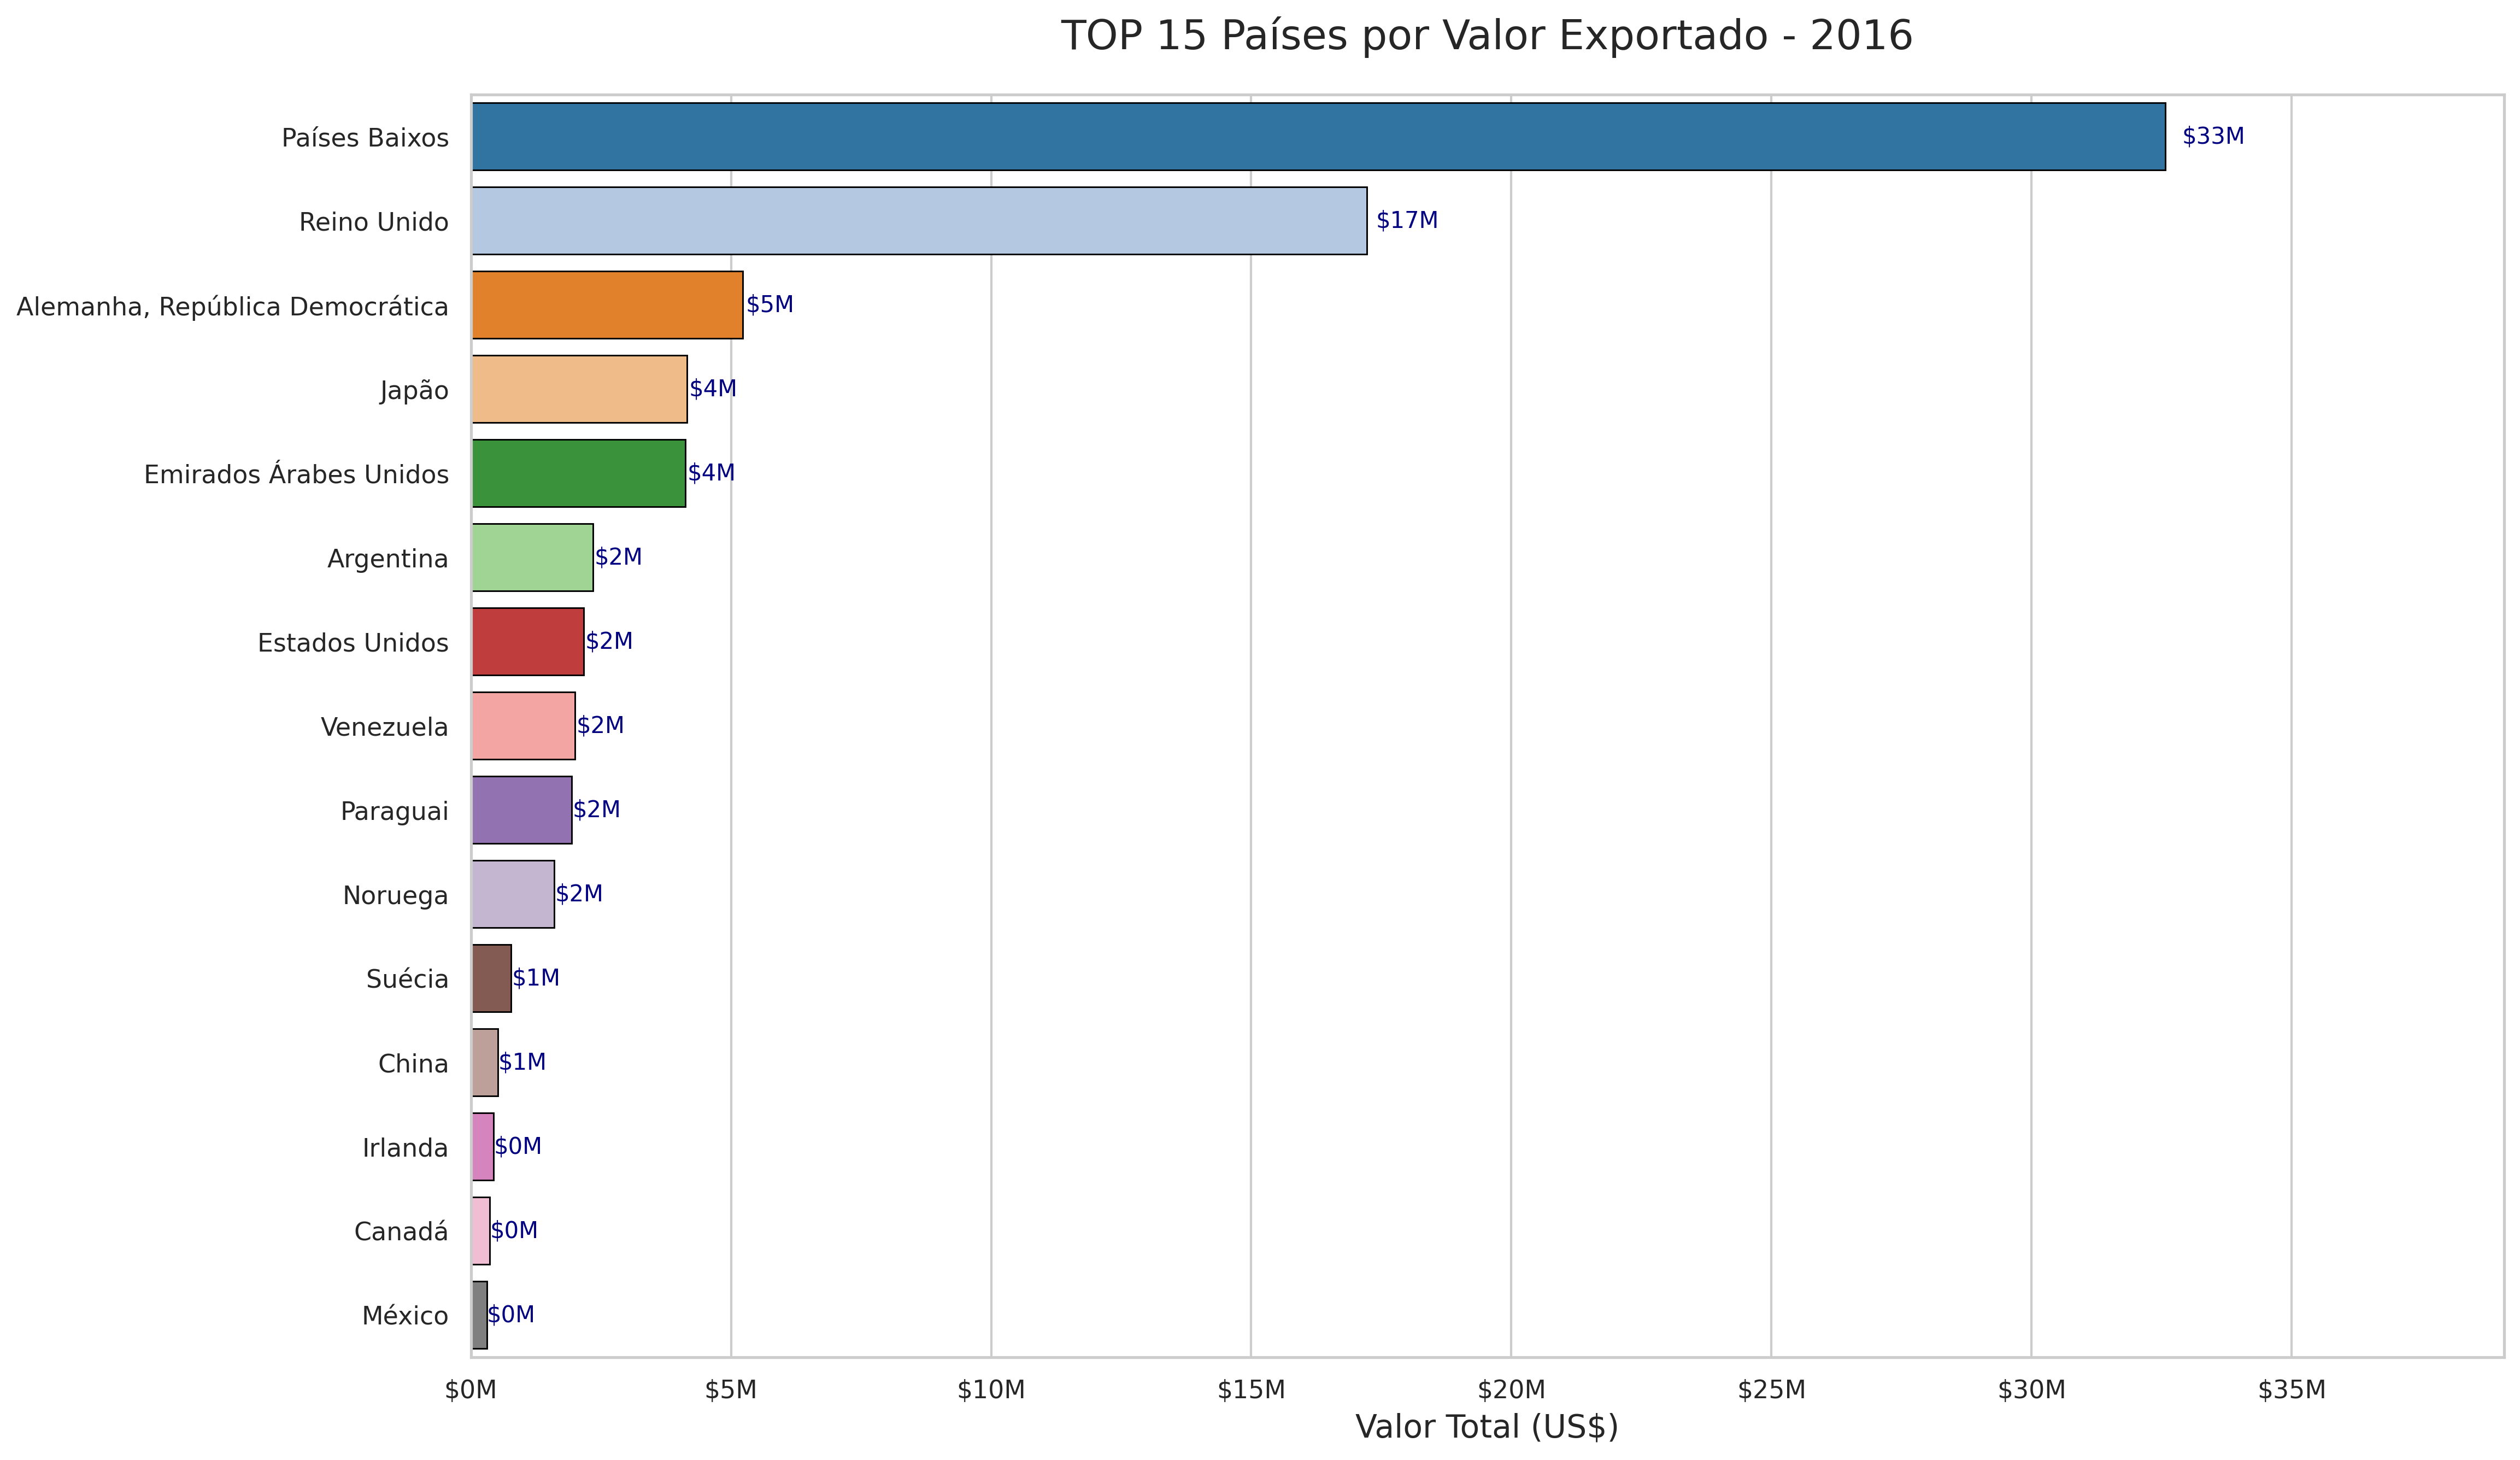 TOP 15 Países por Valor Exportado - 2016
Países Baixos $33M
Reino Unido $17M
Alemanha, República Democrática $5M
Japão $4M
Emirados Árabes Unidos $4M
Argentina $2M
Estados Unidos $2M
Venezuela $2M
Paraguai $2M
Noruega $2M
Suécia $1M
China $1M
Irlanda $0M
Canadá $0M
México $0M
$0M $5M $10M $15M $20M $25M $30M $35M
Valor Total (US$)